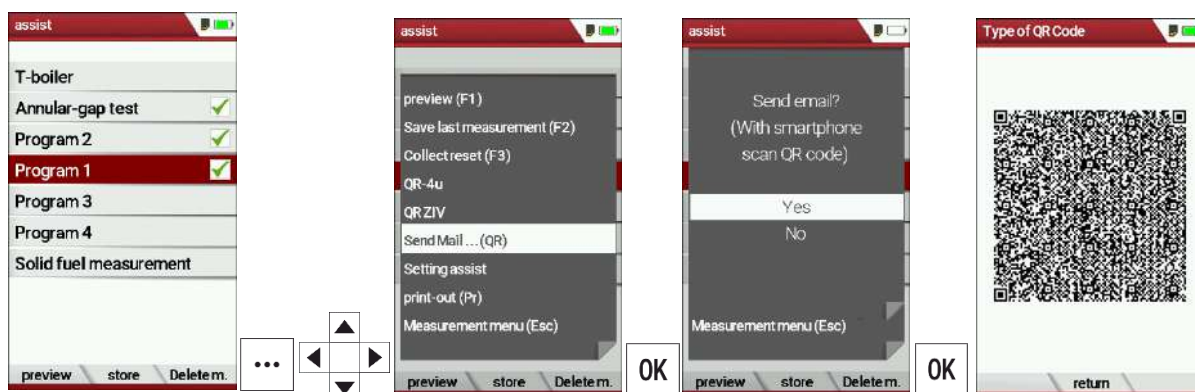 assist
T-boiler
Annular-gap test
Program 2
Program 1
Program 3
Program 4
Solid fuel measurement
preview store Delete m.
...
assist
preview (F1)
Save last measurement (F2)
Collect reset (F3)
QR-4u
QR ZIV
Send Mail ...(QR)
Setting assist
print-out (Pr)
Measurement menu (Esc)
preview store Delete m.
OK
assist
Send email?
(With smartphone
scan QR code)
Yes
No
Measurement menu (Esc)
preview store Delete m.
OK
Type of QR Code
return